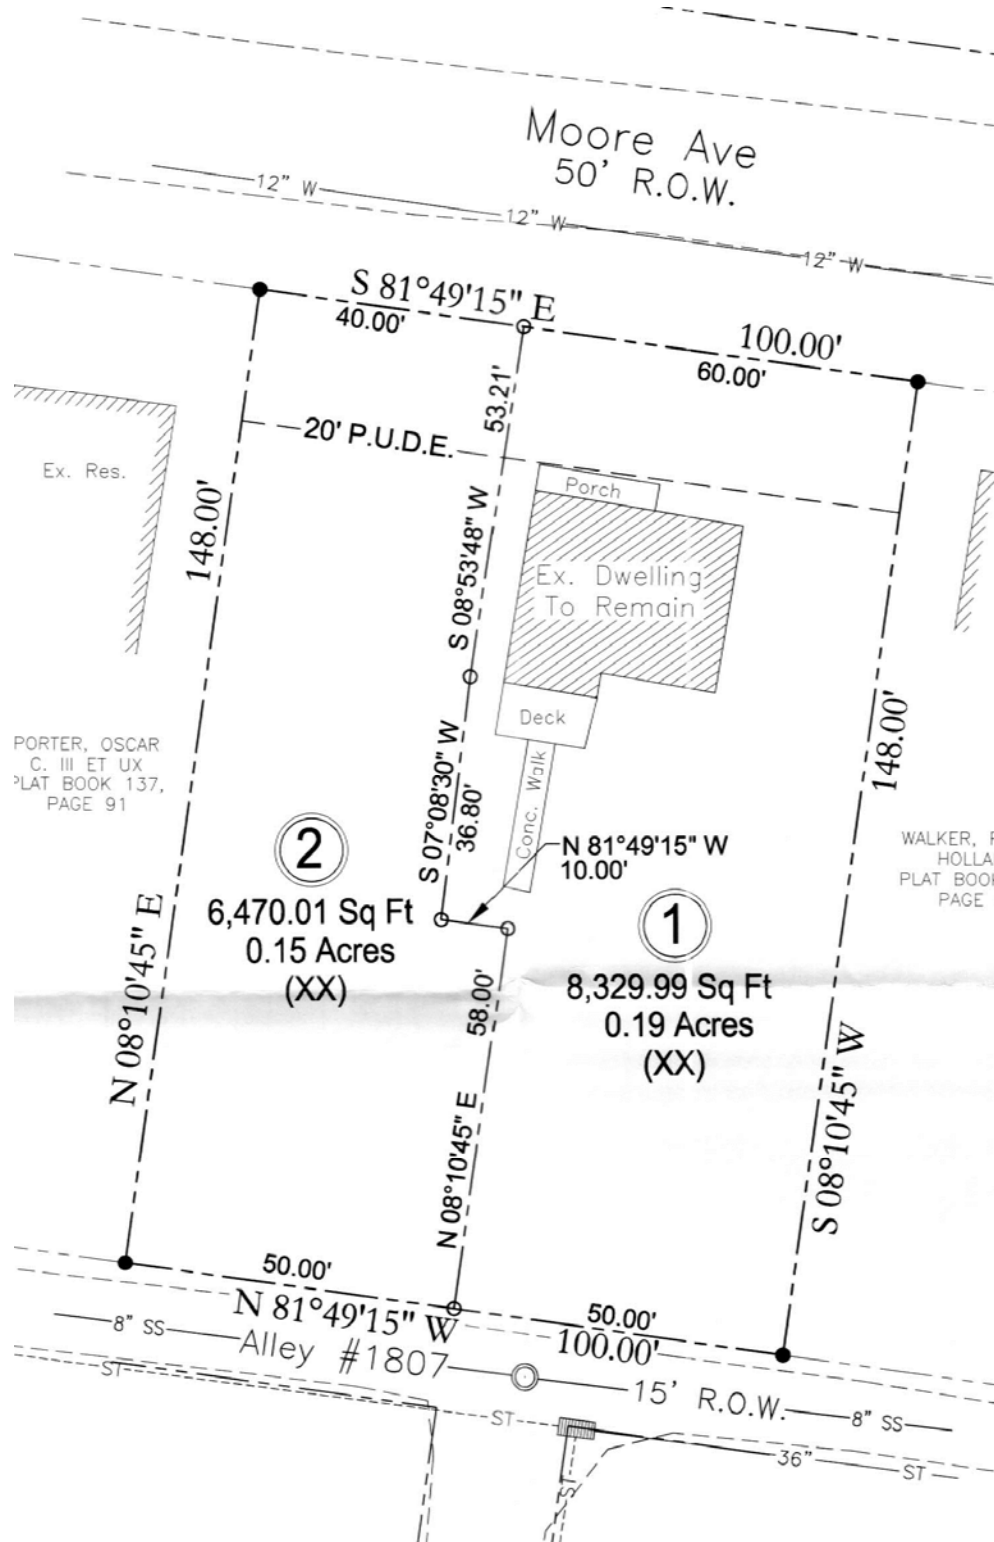 Moore Ave
50' R.O.W.
12" W
12" W
12" W
S 81°49'15" E
40.00'
100.00'
60.00'
53.21'
20' P.U.D.E.
Ex. Res.
Porch
148.00'
S 08°53'48" W
Ex. Dwelling
To Remain
Deck
148.00'
PORTER, OSCAR
C. III ET UX
PLAT BOOK 137,
PAGE 91
S 07°08'30" W
36.80'
Conc. Walk
N 81°49'15" W
10.00'
WALKER,
PLAT BOOK
PAGE
2
6,470.01 Sq Ft
0.15 Acres
(XX)
1
8,329.99 Sq Ft
0.19 Acres
(XX)
N 08°10'45" E
58.00'
N 08°10'45" E
S 08°10'45" W
50.00'
N 81°49'15" W
50.00'
100.00'
8" SS
Alley #1807
15' R.O.W.
8" SS
ST
ST
36"
ST
ST